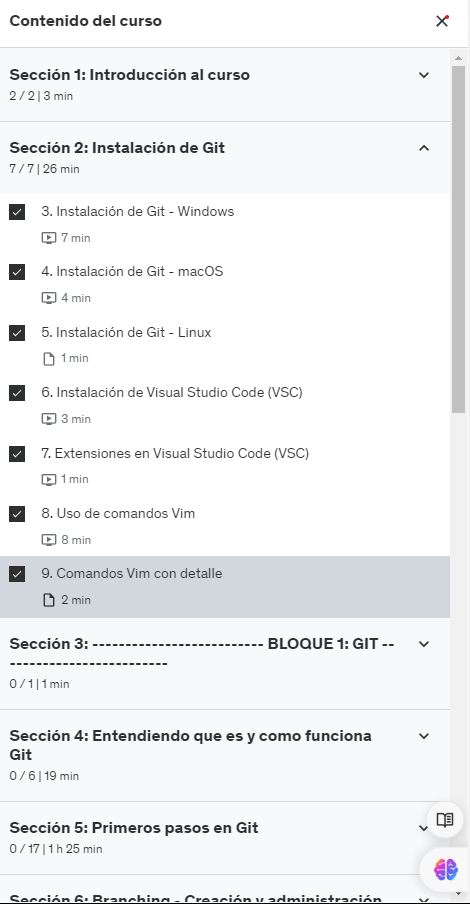 Contenido del curso
Sección 1: Introducción al curso
2 / 2 | 3 min
Sección 2: Instalación de Git
7 / 7 | 26 min
3. Instalación de Git - Windows
7 min
4. Instalación de Git - macOS
4 min
5. Instalación de Git - Linux
1 min
6. Instalación de Visual Studio Code (VSC)
3 min
7. Extensiones en Visual Studio Code (VSC)
1 min
8. Uso de comandos Vim
8 min
9. Comandos Vim con detalle
2 min
Sección 3: -------------------------- BLOQUE 1: GIT --
------------------------
0 / 1 | 1 min
Sección 4: Entendiendo que es y como funciona
Git
0 / 6 | 19 min
Sección 5: Primeros pasos en Git
0 / 17 | 1 h 25 min
Sección 6: Branching - Creación y administración